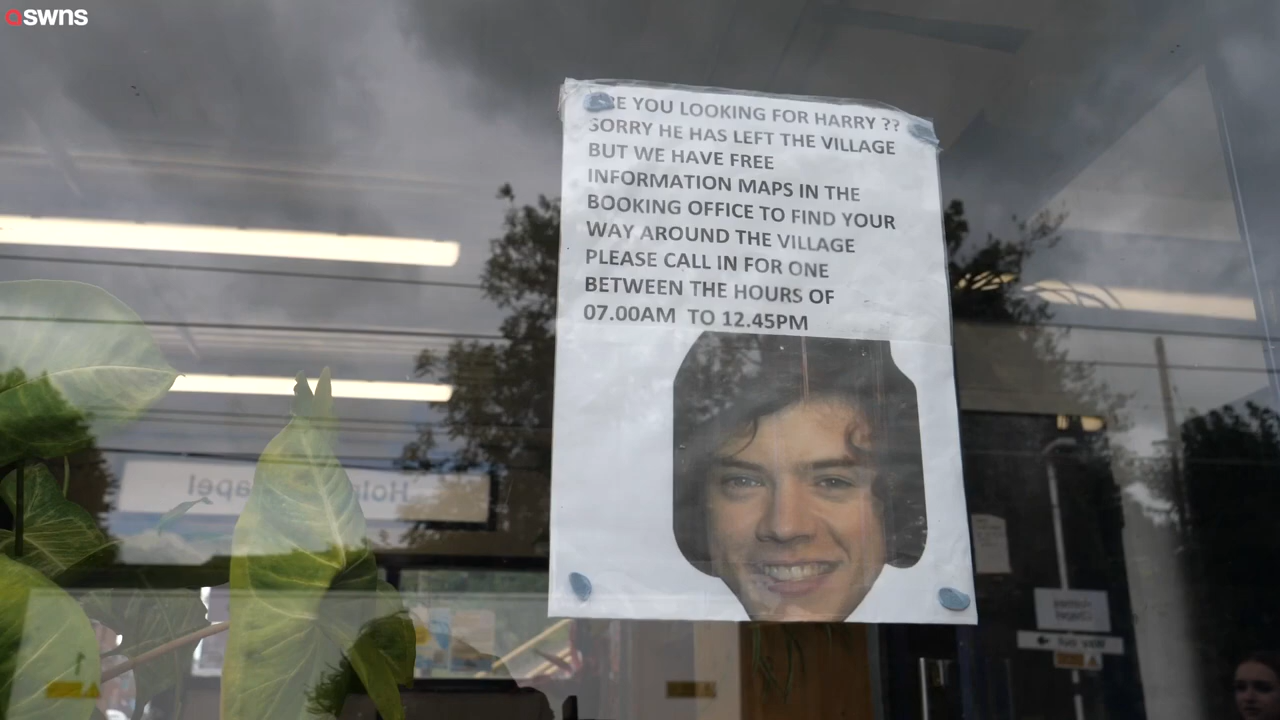 swns
RE YOU LOOKING FOR HARRY ??
SORRY HE HAS LEFT THE VILLAGE
BUT WE HAVE FREE
INFORMATION MAPS IN THE
BOOKING OFFICE TO FIND YOUR
WAY AROUND THE VILLAGE
PLEASE CALL IN FOR ONE
BETWEEN THE HOURS OF
07.00AM TO 12.45PM